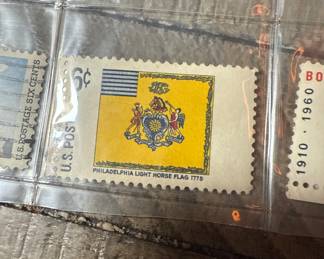 U.S. POSTAGE SIX CENTS
6¢
U.S. POST
PHILADELPHIA LIGHT HORSE FLAG 1775
1910 · 1960
BO